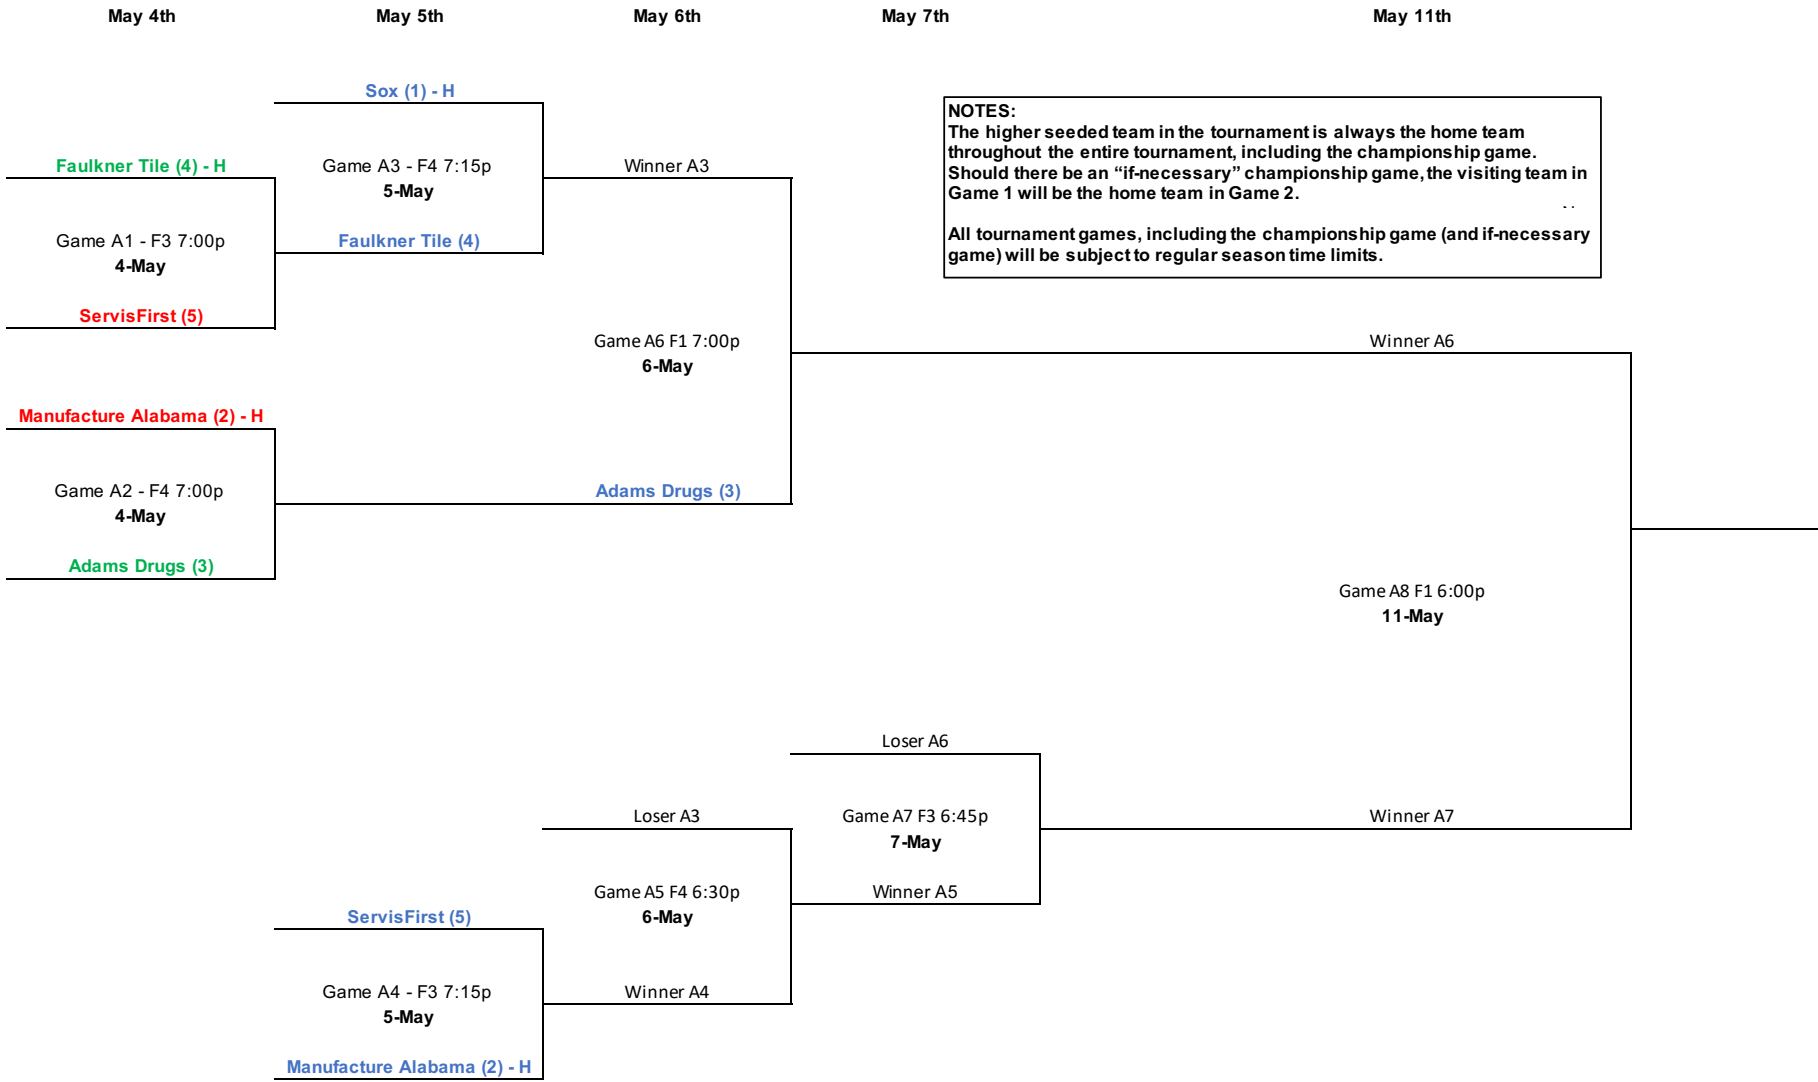 May 4th
May 5th
May 6th
May 7th
May 11th
Sox (1) - H
NOTES:
The higher seeded team in the tournament is always the home team
throughout the entire tournament, including the championship game.
Should there be an “if-necessary” championship game, the visiting team in
Game 1 will be the home team in Game 2.
All tournament games, including the championship game (and if-necessary
game) will be subject to regular season time limits.
Faulkner Tile (4) - H
Game A3 - F4 7:15p
5-May
Winner A3
Game A1 - F3 7:00p
4-May
Faulkner Tile (4)
ServisFirst (5)
Game A6 F1 7:00p
6-May
Winner A6
Manufacture Alabama (2) - H
Game A2 - F4 7:00p
4-May
Adams Drugs (3)
Adams Drugs (3)
Game A8 F1 6:00p
11-May
Loser A6
Loser A3
Game A7 F3 6:45p
7-May
Winner A7
Game A5 F4 6:30p
6-May
Winner A5
ServisFirst (5)
Game A4 - F3 7:15p
5-May
Winner A4
Manufacture Alabama (2) - H